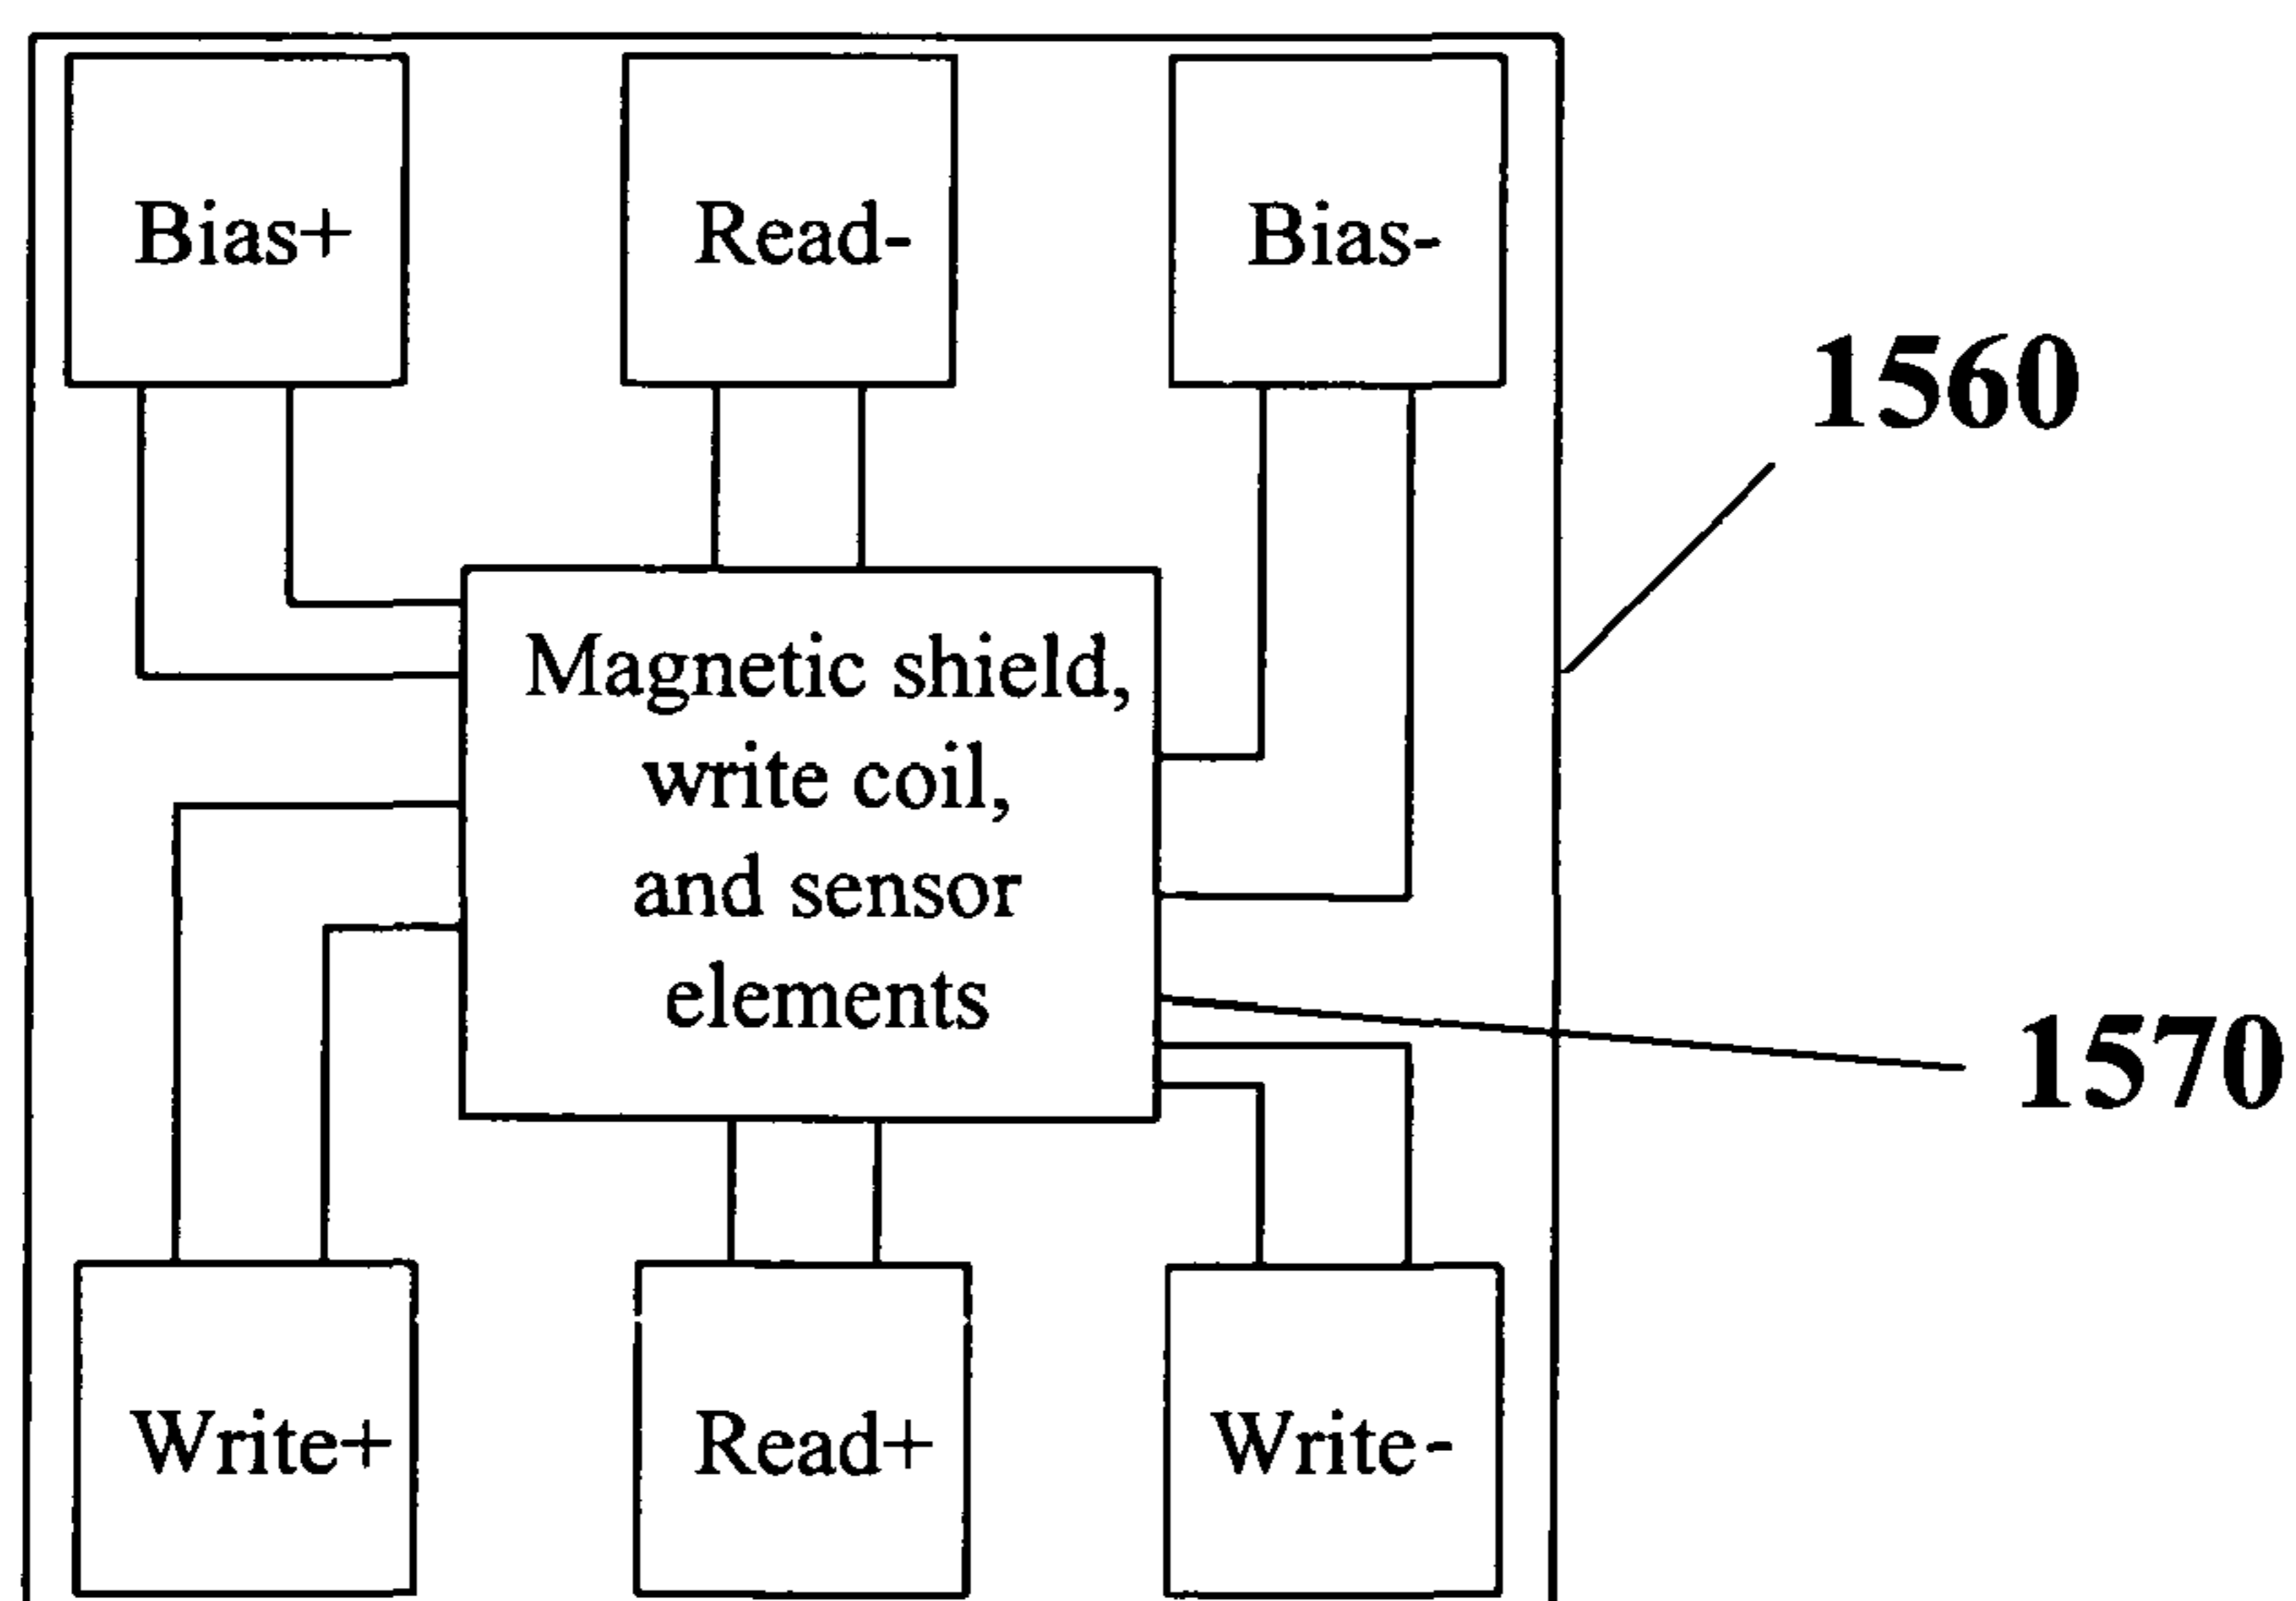 Bias+
Read-
Bias-
1560
Magnetic shield,
write coil,
and sensor
elements
1570
Write+
Read+
Write-